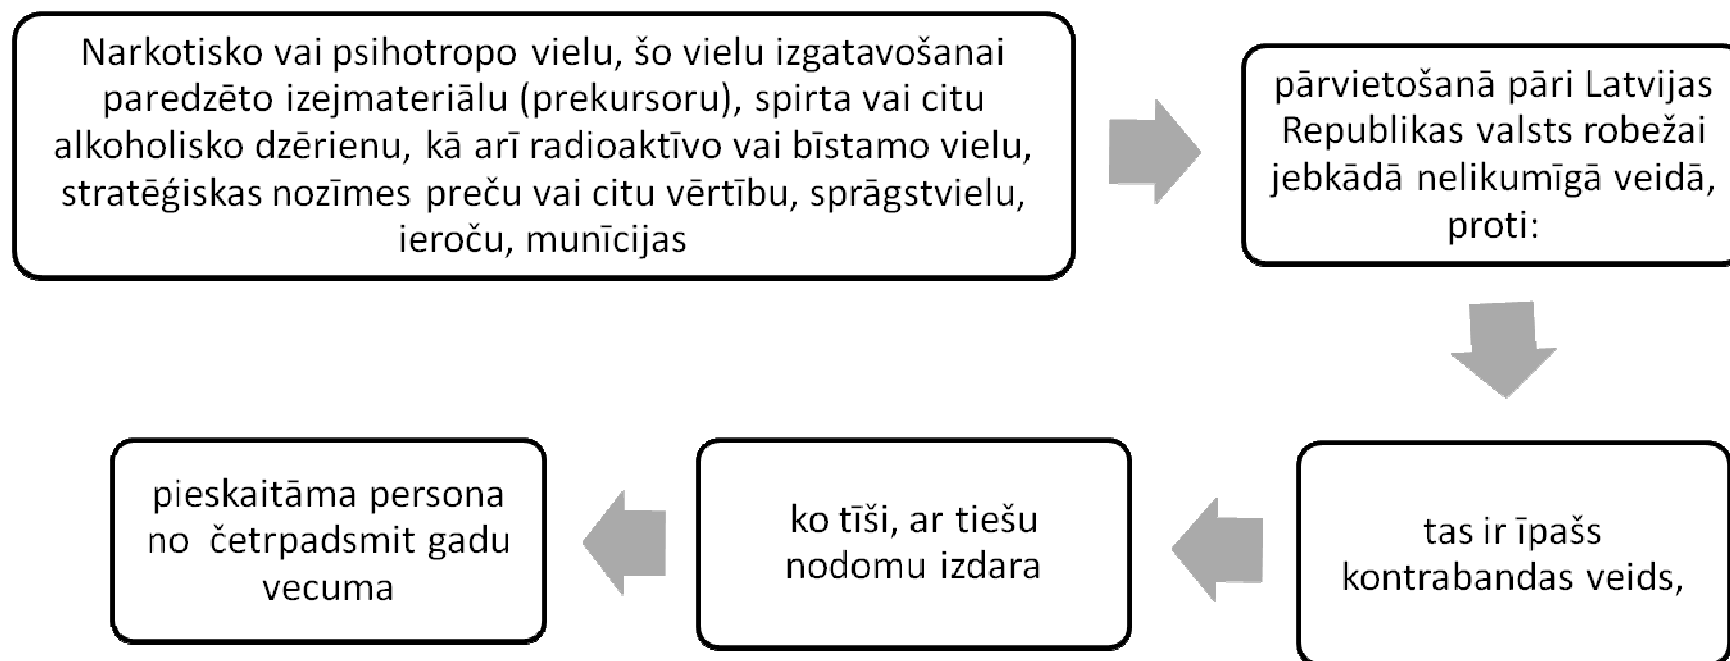 Narkotisko vai psihotropo vielu, šo vielu izgatavošanai
paredzēto izejmateriālu (prekursoru), spirta vai citu
alkoholisko dzērienu, kā arī radioaktīvo vai bīstamo vielu,
stratēģiskas nozīmes preču vai citu vērtību, sprāgstvielu,
ieroču, munīcijas
pārvietošanā pāri Latvijas
Republikas valsts robežai
jebkādā nelikumīgā veidā,
proti:
tas ir īpašs
kontrabandas veids,
ko tīši, ar tiešu
nodomu izdara
pieskaitāma persona
no četrpadsmit gadu
vecuma